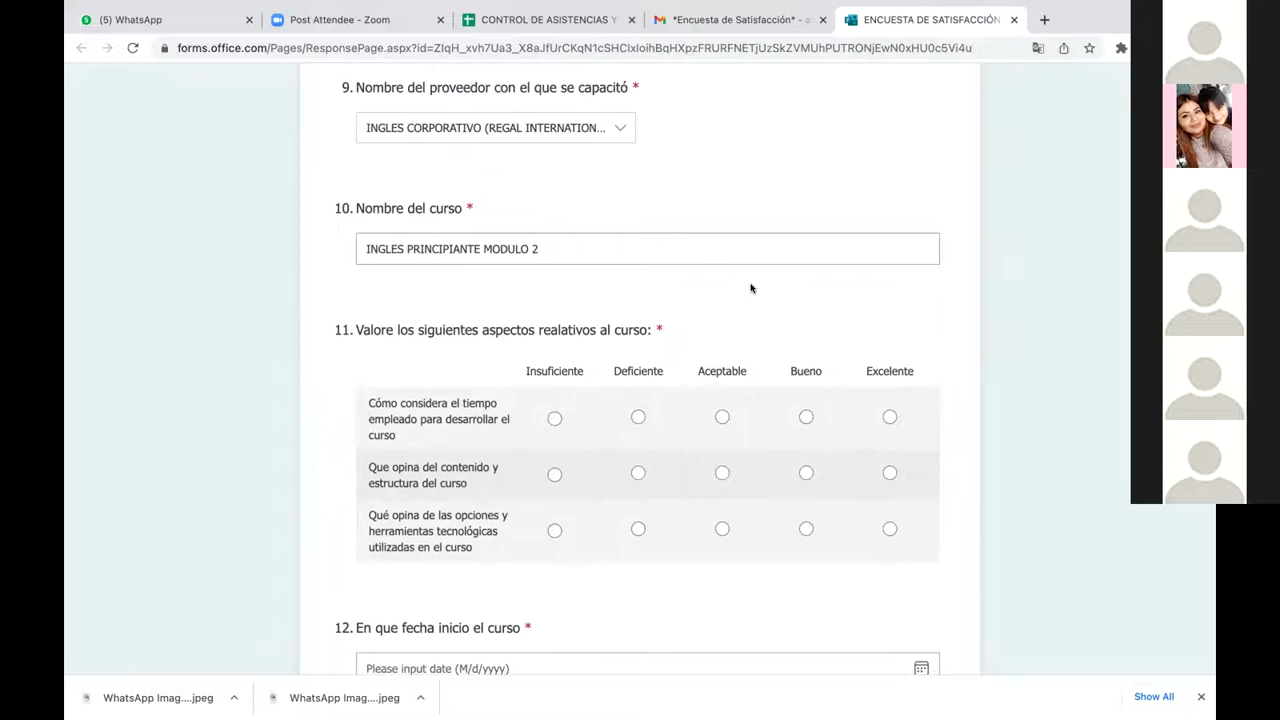 (5) WhatsApp
Post Attendee - Zoom
CONTROL DE ASISTENCIAS Y
*Encuesta de Satisfacción* - a
ENCUESTA DE SATISFACCIÓN
forms.office.com/Pages/ResponsePage.aspx?id=ZIqH_xvh7Ua3_X8aJfUrCKqN1cSHClxIoihBqHXpzFRURFNETjUzSkZVMUhPUTRONjEwN0xHU0c5Vi4u
9. Nombre del proveedor con el que se capacitó *
INGLES CORPORATIVO (REGAL INTERNATION...
10. Nombre del curso *
INGLES PRINCIPIANTE MODULO 2
11. Valore los siguientes aspectos realativos al curso: *
Insuficiente Deficiente Aceptable Bueno Excelente
Cómo considera el tiempo
empleado para desarrollar el
curso
Que opina del contenido y
estructura del curso
Qué opina de las opciones y
herramientas tecnológicas
utilizadas en el curso
12. En que fecha inicio el curso *
Please input date (M/d/yyyy)
WhatsApp Imag....jpeg
WhatsApp Imag....jpeg
Show All